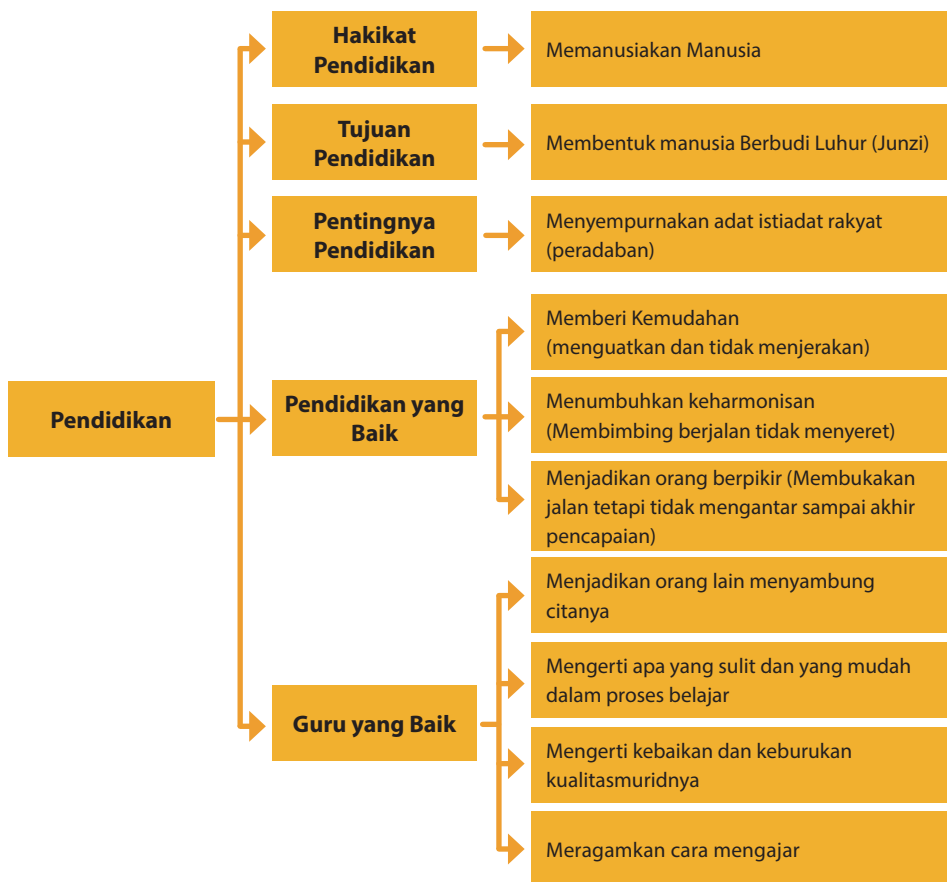 Hakikat
Pendidikan
Memanusiakan Manusia
Tujuan
Pendidikan
Membentuk manusia Berbudi Luhur (Junzi)
Pentingnya
Pendidikan
Menyempurnakan adat istiadat rakyat
(peradaban)
Pendidikan
Pendidikan yang
Baik
Memberi Kemudahan
(menguatkan dan tidak menjerakan)
Menumbuhkan keharmonisan
(Membimbing berjalan tidak menyeret)
Menjadikan orang berpikir (Membukakan
jalan tetapi tidak mengantar sampai akhir
pencapaian)
Guru yang Baik
Menjadikan orang lain menyambung
citanya
Mengerti apa yang sulit dan yang mudah
dalam proses belajar
Mengerti kebaikan dan keburukan
kualitasmuridnya
Meragamkan cara mengajar